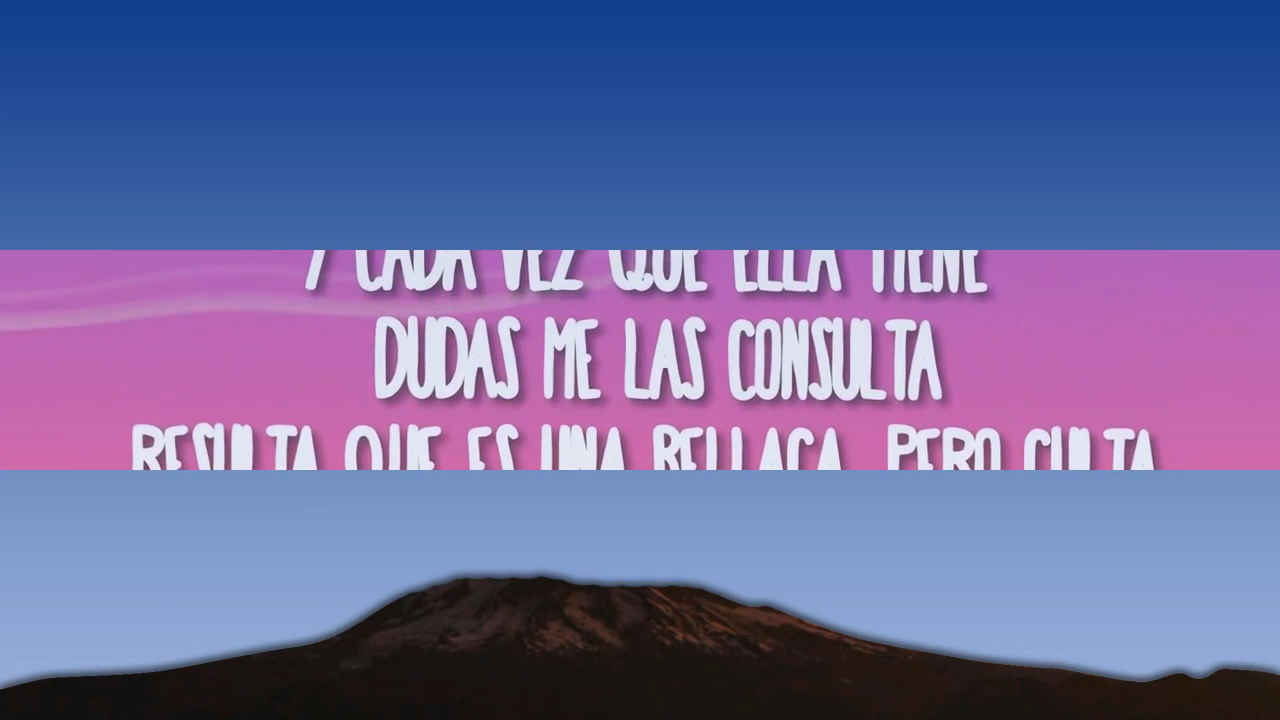 Y CADA VEZ QUE ELLA TIENE
DUDAS ME LAS CONSULTA
RESULTA QUE ES UNA BELLACA PERO CULTA